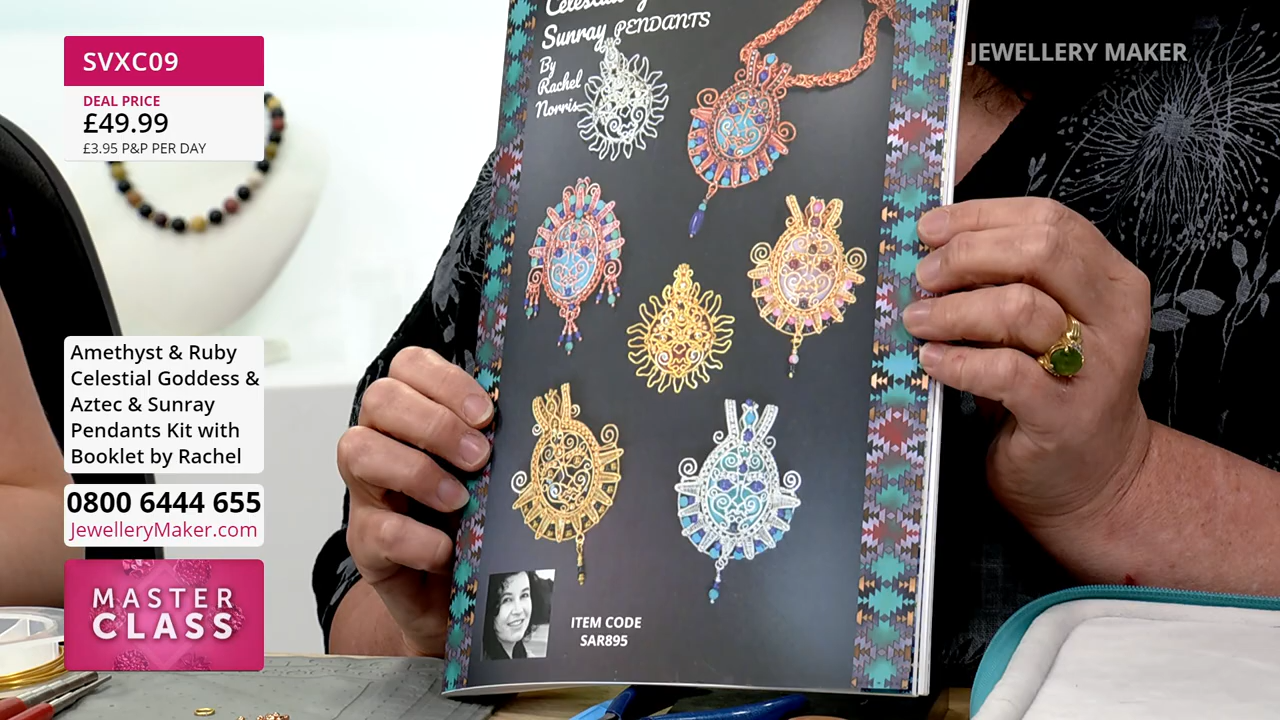 SVXC09
DEAL PRICE
£49.99
£3.95 P&P PER DAY
Amethyst & Ruby
Celestial Goddess &
Aztec & Sunray
Pendants Kit with
Booklet by Rachel
0800 6444 655
JewelleryMaker.com
MASTER
CLASS
JEWELLERY MAKER
Sunray PENDANTS
By
Rachel
Norris
ITEM CODE
SAR895